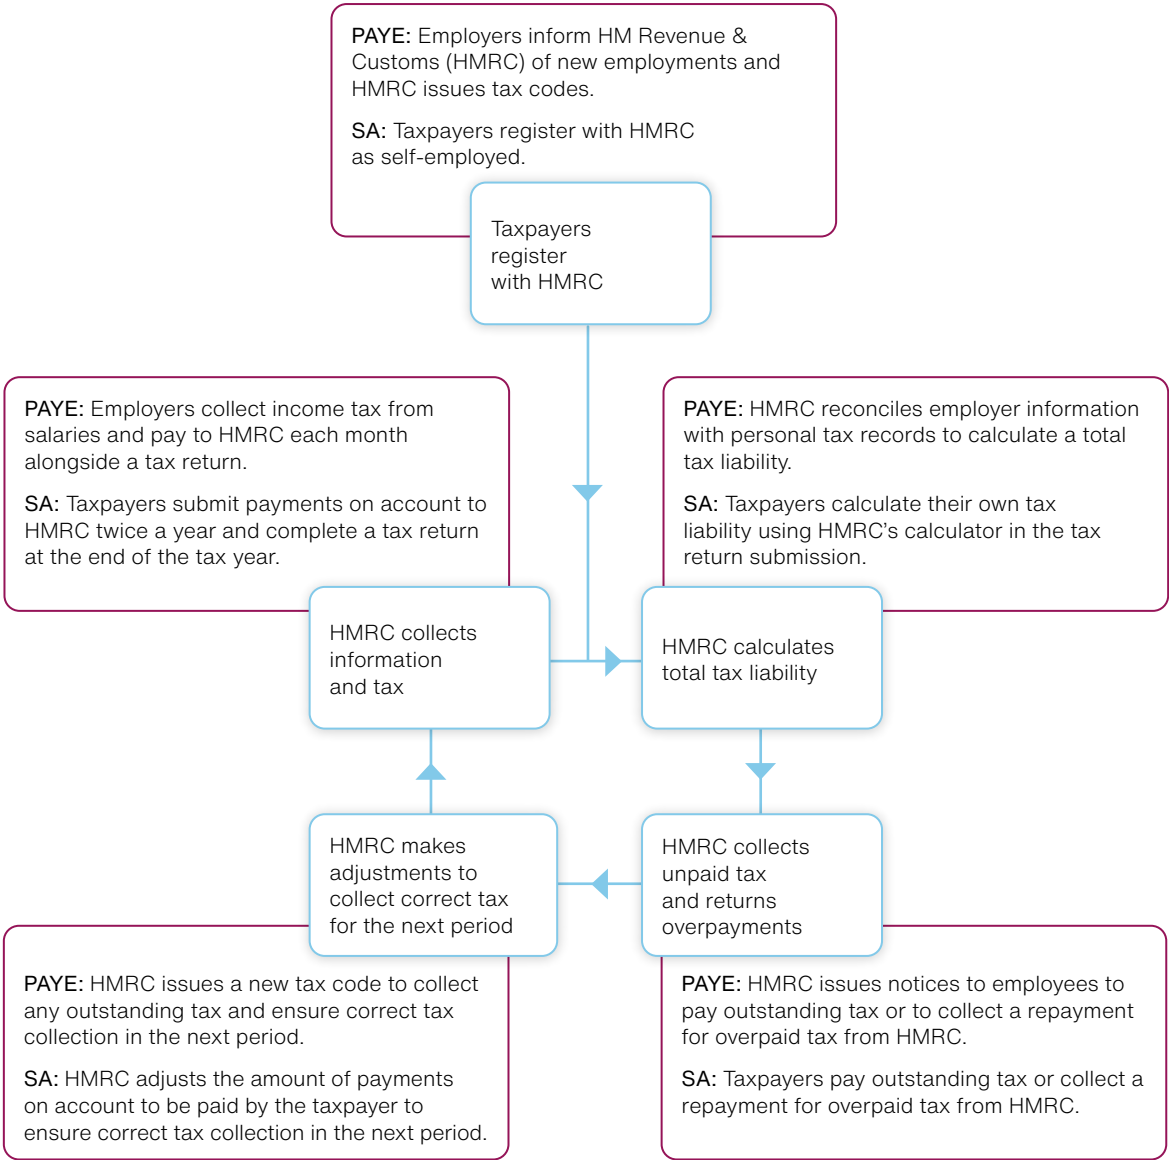 PAYE: Employers inform HM Revenue &
Customs (HMRC) of new employments and
HMRC issues tax codes.
SA: Taxpayers register with HMRC
as self-employed.
Taxpayers
register
with HMRC
PAYE: Employers collect income tax from
salaries and pay to HMRC each month
alongside a tax return.
SA: Taxpayers submit payments on account to
HMRC twice a year and complete a tax return
at the end of the tax year.
PAYE: HMRC reconciles employer information
with personal tax records to calculate a total
tax liability.
SA: Taxpayers calculate their own tax
liability using HMRC’s calculator in the tax
return submission.
HMRC collects
information
and tax
HMRC calculates
total tax liability
HMRC makes
adjustments to
collect correct tax
for the next period
HMRC collects
unpaid tax
and returns
overpayments
PAYE: HMRC issues a new tax code to collect
any outstanding tax and ensure correct tax
collection in the next period.
SA: HMRC adjusts the amount of payments
on account to be paid by the taxpayer to
ensure correct tax collection in the next period.
PAYE: HMRC issues notices to employees to
pay outstanding tax or to collect a repayment
for overpaid tax from HMRC.
SA: Taxpayers pay outstanding tax or collect a
repayment for overpaid tax from HMRC.